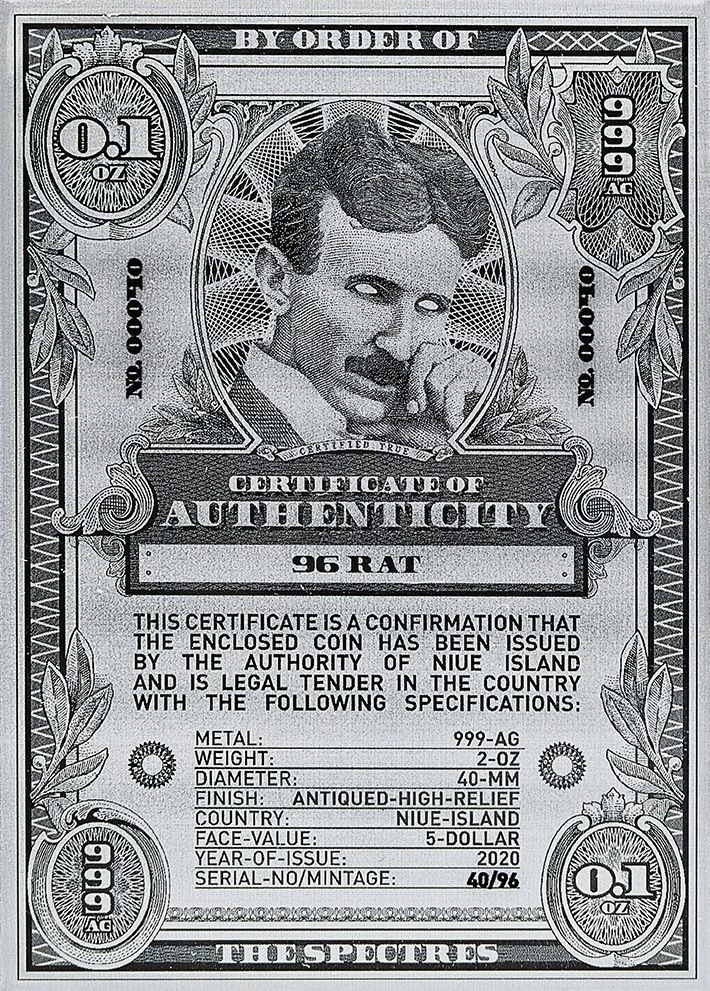 BY ORDER OF
0.1
OZ
999
AG
NO. 000040
NO. 000040
CERTIFIED TRUE
CERTIFICATE OF
AUTHENTICITY
96 RAT
THIS CERTIFICATE IS A CONFIRMATION THAT
THE ENCLOSED COIN HAS BEEN ISSUED
BY THE AUTHORITY OF NIUE ISLAND
AND IS LEGAL TENDER IN THE COUNTRY
WITH THE FOLLOWING SPECIFICATIONS:
METAL: 999-AG
WEIGHT: 2-OZ
DIAMETER: 40-MM
FINISH: ANTIQUED-HIGH-RELIEF
COUNTRY: NIUE-ISLAND
FACE-VALUE: 5-DOLLAR
YEAR-OF-ISSUE: 2020
SERIAL-NO/MINTAGE: 40/96
999
AG
0.1
OZ
THE SPECTRES